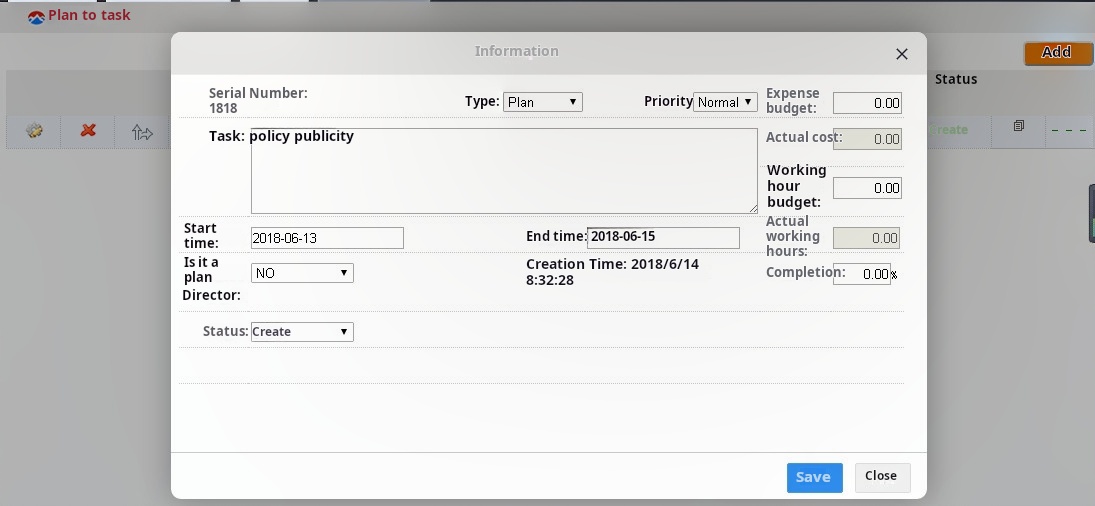 Plan to task
Information
Add
Status
Serial Number:
1818
Type: Plan
Priority Normal
Expense
budget:
0.00
Task: policy publicity
Actual cost:
0.00
Create
Working
hour
budget:
0.00
Start
time:
2018-06-13
End time: 2018-06-15
Actual
working
hours:
0.00
Is it a
plan
NO
Creation Time: 2018/6/14
8:32:28
Completion:
0.00%
Director:
Status: Create
Save
Close